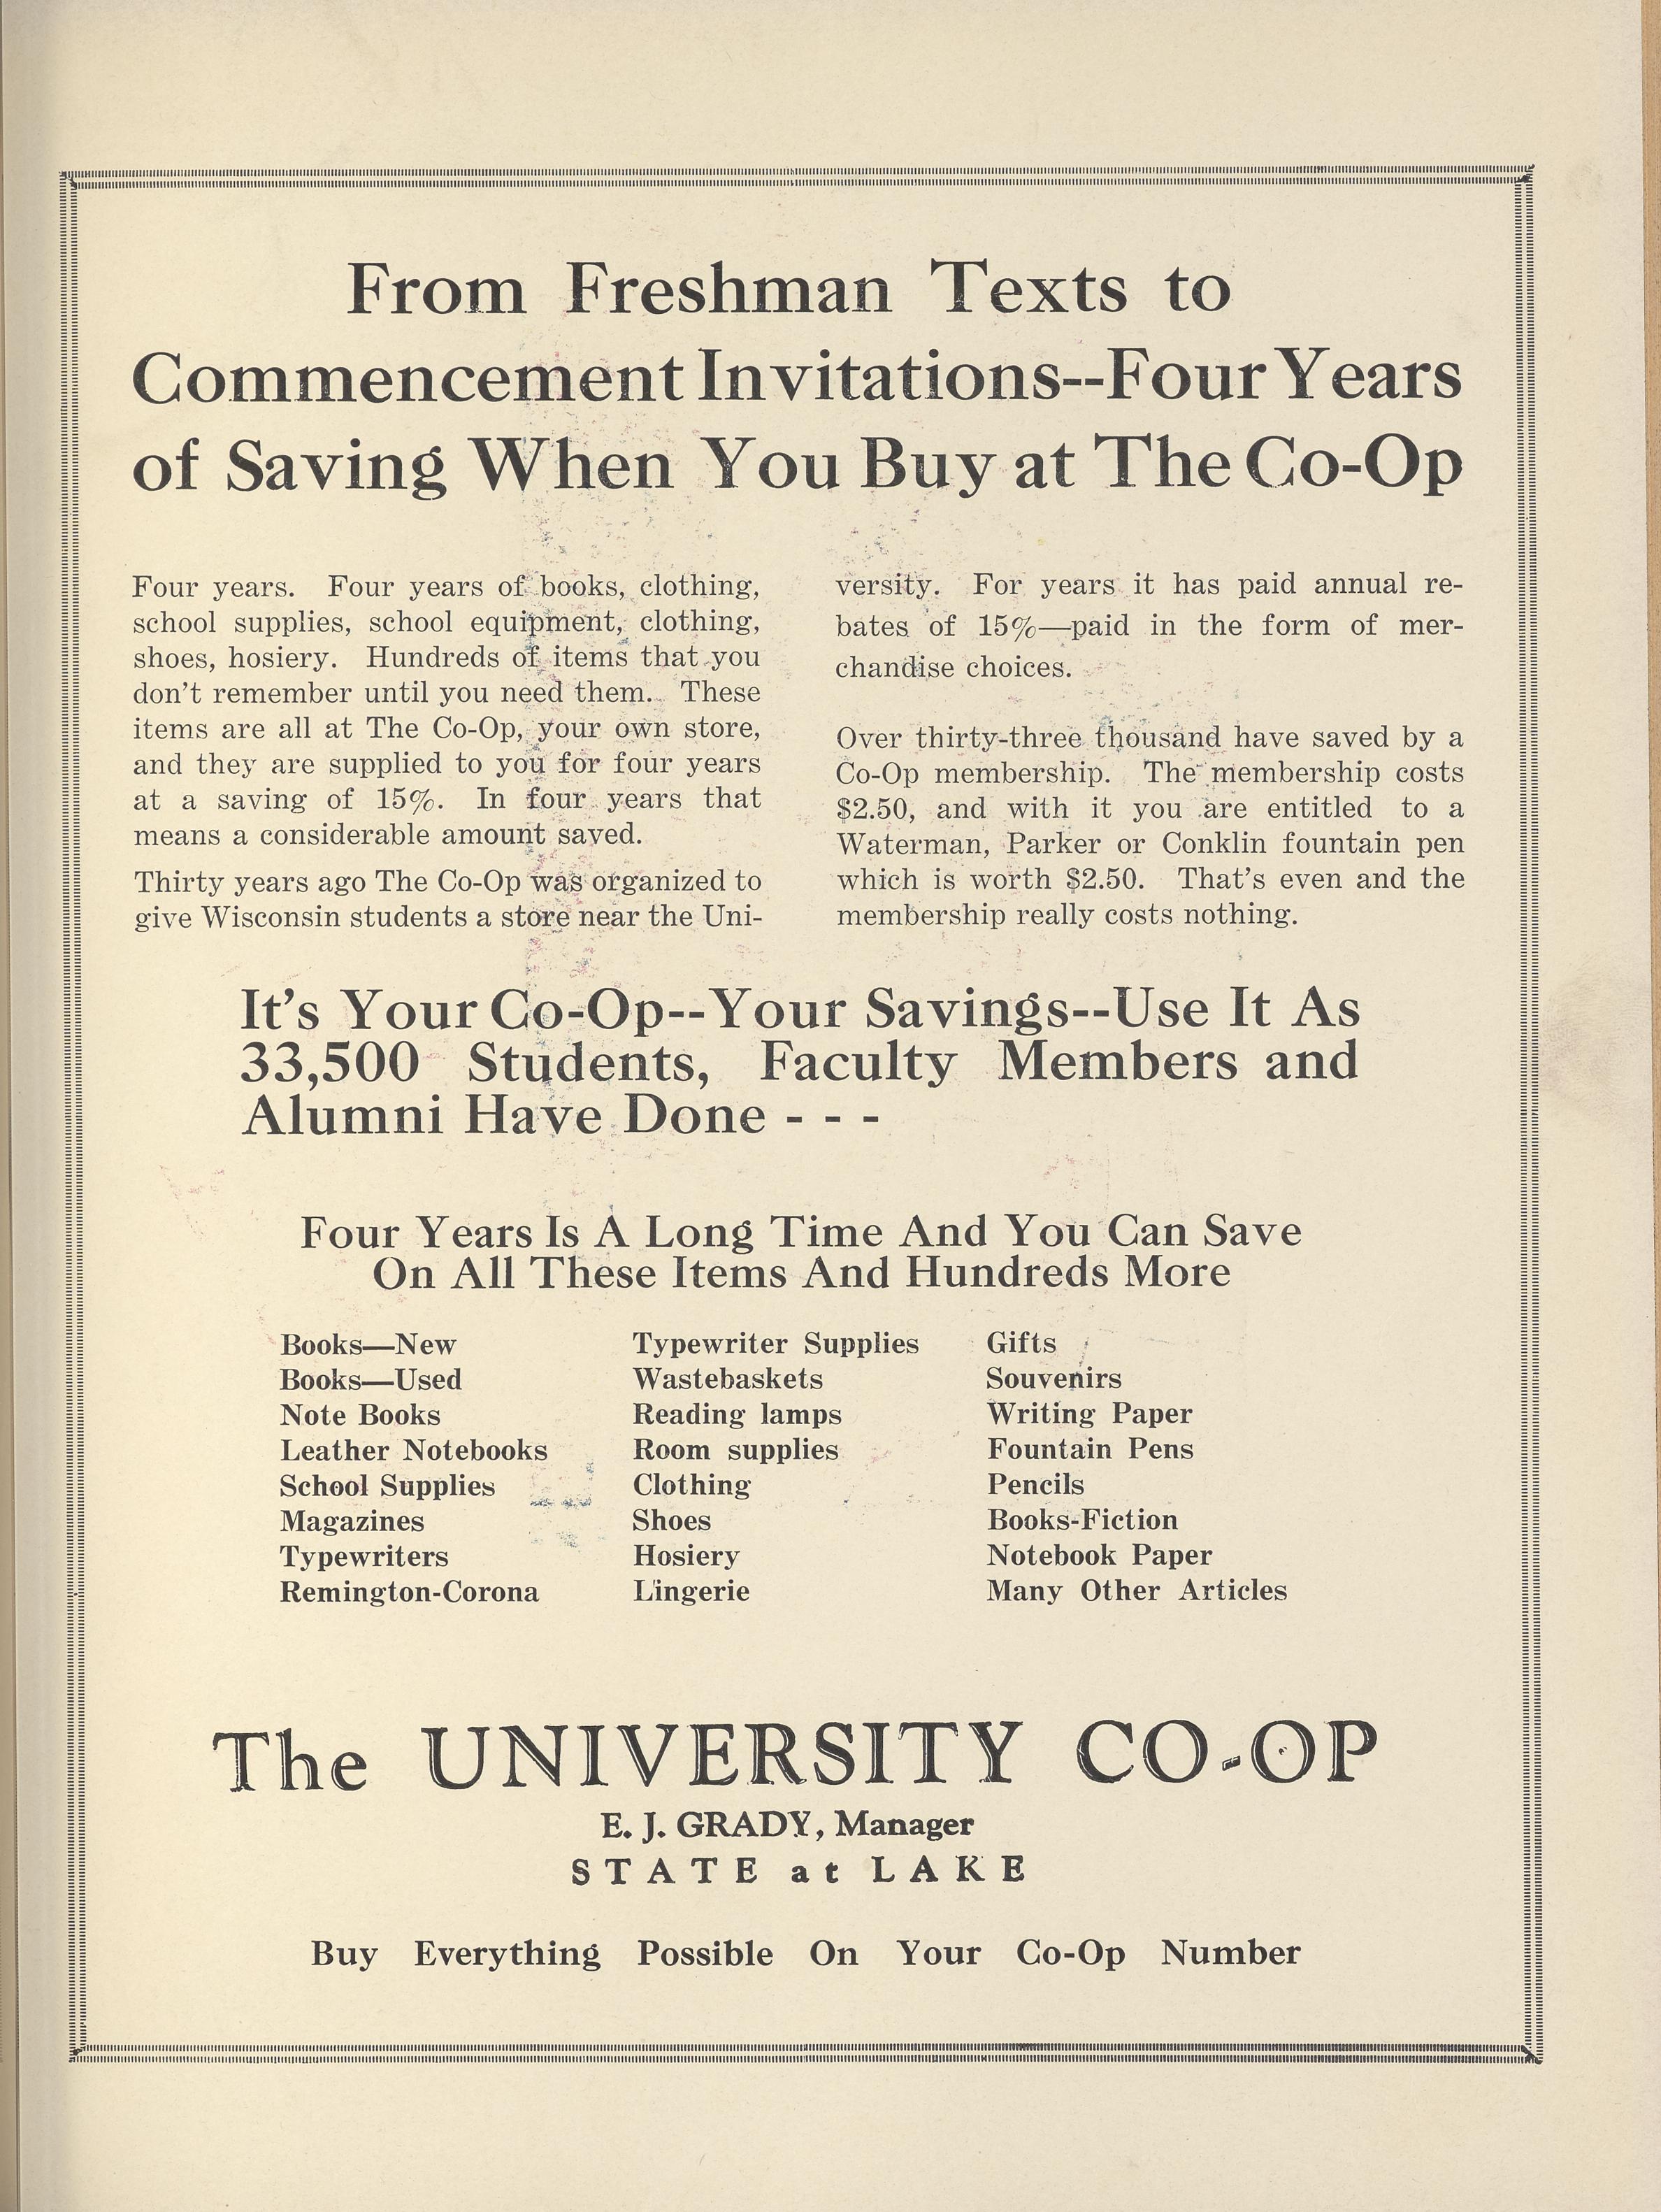 From Freshman Texts to
Commencement Invitations--Four Years
of Saving When You Buy at The Co-Op
Four years. Four years of books, clothing,
school supplies, school equipment, clothing,
shoes, hosiery. Hundreds of items that you
don't remember until you need them. These
items are all at The Co-Op, your own store,
and they are supplied to you for four years
at a saving of 15%. In four years that
means a considerable amount saved.
Thirty years ago The Co-Op was organized to
give Wisconsin students a store near the Uni-
versity. For years it has paid annual re-
bates of 15%—paid in the form of mer-
chandise choices.
Over thirty-three thousand have saved by a
Co-Op membership. The membership costs
$2.50, and with it you are entitled to a
Waterman, Parker or Conklin fountain pen
which is worth $2.50. That's even and the
membership really costs nothing.
It's Your Co-Op--Your Savings--Use It As
33,500 Students, Faculty Members and
Alumni Have Done - - -
Four Years Is A Long Time And You Can Save
On All These Items And Hundreds More
Books—New
Books—Used
Note Books
Leather Notebooks
School Supplies
Magazines
Typewriters
Remington-Corona
Typewriter Supplies
Wastebaskets
Reading lamps
Room supplies
Clothing
Shoes
Hosiery
Lingerie
Gifts
Souvenirs
Writing Paper
Fountain Pens
Pencils
Books-Fiction
Notebook Paper
Many Other Articles
The UNIVERSITY CO-OP
E. J. GRADY, Manager
STATE at LAKE
Buy Everything Possible On Your Co-Op Number